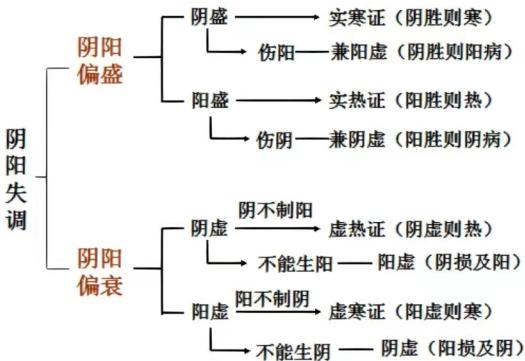 阴阳失调
阴阳
偏盛
阴盛
实寒证（阴胜则寒）
伤阳
兼阳虚（阴胜则阳病）
阳盛
实热证（阳胜则热）
伤阴
兼阴虚（阳胜则阴病）
阴阳
偏衰
阴虚
阴不制阳
虚热证（阴虚则热）
不能生阳
阳虚（阴损及阳）
阳虚
阳不制阴
虚寒证（阳虚则寒）
不能生阴
阴虚（阳损及阴）